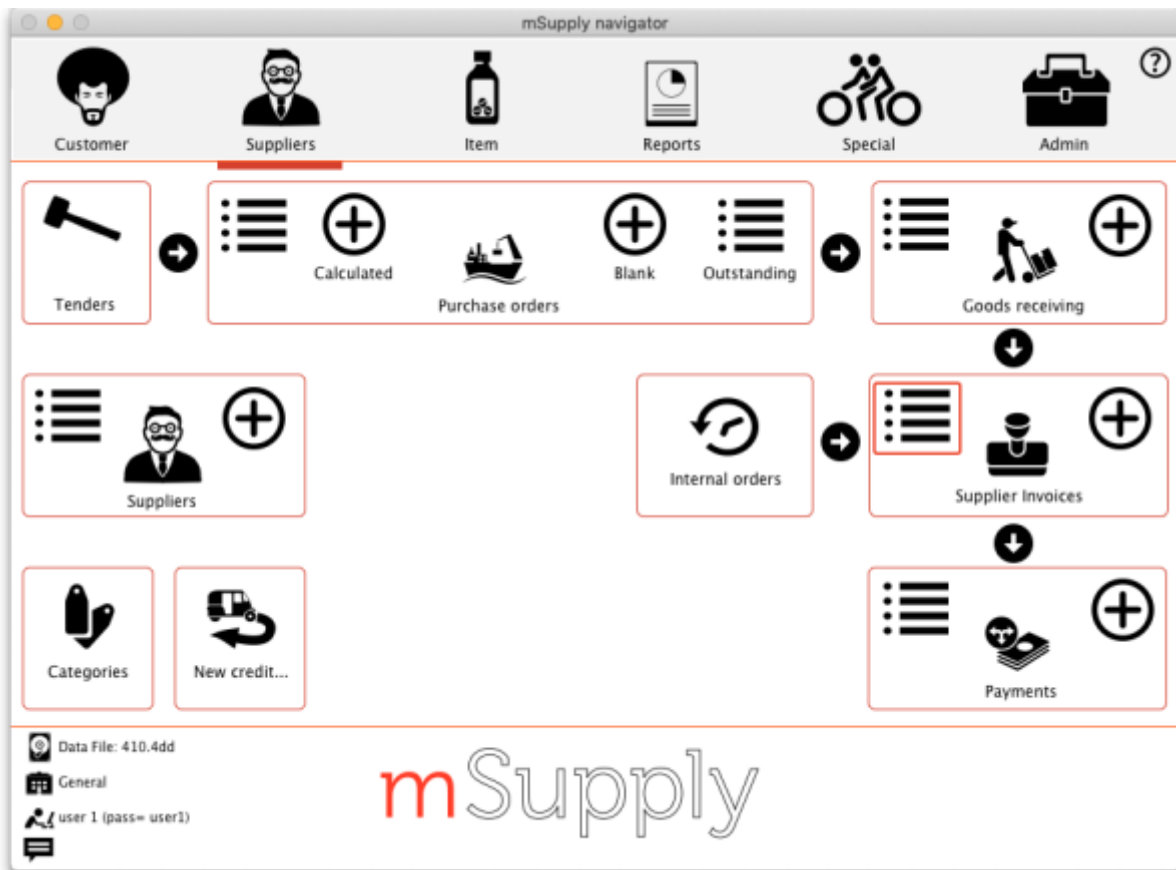 mSupply navigator
?
Customer
Suppliers
Item
Reports
Special
Admin
Tenders
Calculated
Blank
Outstanding
Purchase orders
Goods receiving
Suppliers
Internal orders
Supplier Invoices
Categories
New credit...
Payments
Data File: 410.4dd
General
user 1 (pass= user1)
mSupply